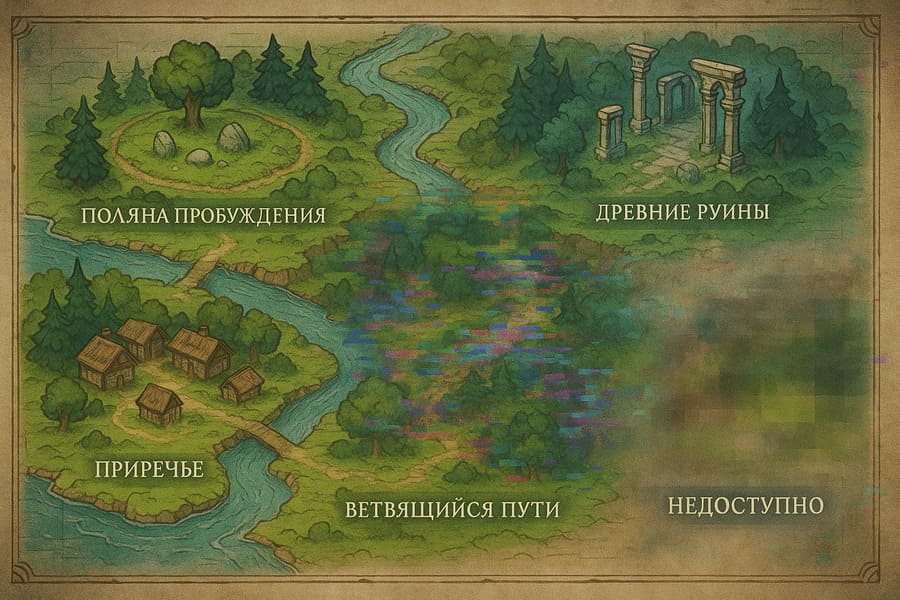 ПОЛЯНА ПРОБУЖДЕНИЯ
ДРЕВНИЕ РУИНЫ
ПРИРЕЧЬЕ
ВЕТВЯЩИЙСЯ ПУТИ
НЕДОСТУПНО